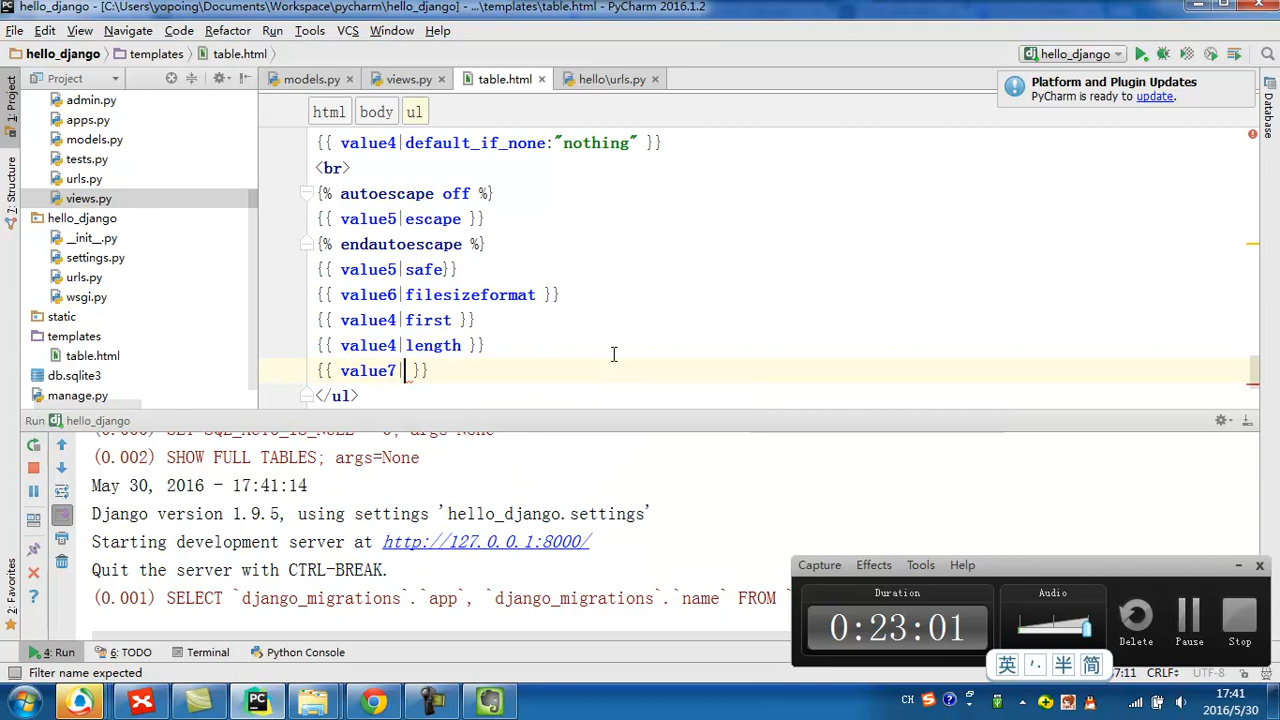 hello_django - [C:\Users\yopoing\Documents\Workspace\pycharm\hello_django] - ...\templates\table.html - PyCharm 2016.1.2
File Edit View Navigate Code Refactor Run Tools VCS Window Help
hello_django templates table.html hello_django
1: Project
7: Structure
2: Favorites
Database
Project
models.py views.py table.html hello\urls.py
Platform and Plugin Updates
PyCharm is ready to update.
admin.py
apps.py
models.py
tests.py
urls.py
views.py
hello_django
__init__.py
settings.py
urls.py
wsgi.py
static
templates
table.html
db.sqlite3
manage.py
html body ul
{{ value4|default_if_none:"nothing" }}
<br>
{% autoescape off %}
{{ value5|escape }}
{% endautoescape %}
{{ value5|safe}}
{{ value6|filesizeformat }}
{{ value4|first }}
{{ value4|length }}
{{ value7| }}
</ul>
Run hello_django
(0.002) SHOW FULL TABLES; args=None
May 30, 2016 - 17:41:14
Django version 1.9.5, using settings 'hello_django.settings'
Starting development server at http://127.0.0.1:8000/
Quit the server with CTRL-BREAK.
(0.001) SELECT `django_migrations`.`app`, `django_migrations`.`name` FROM `
Capture Effects Tools Help
Duration
0:23:01
Audio
Delete Pause Stop
英 半 简
4: Run 6: TODO Terminal Python Console
Filter name expected
CRLF UTF-8
CH
17:41
2016/5/30